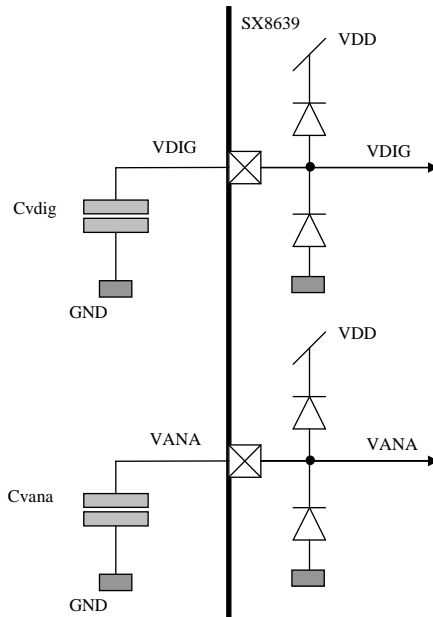 SX8639
VDD
VDIG
VDIG
Cvdig
GND
VDD
VANA
VANA
Cvana
GND